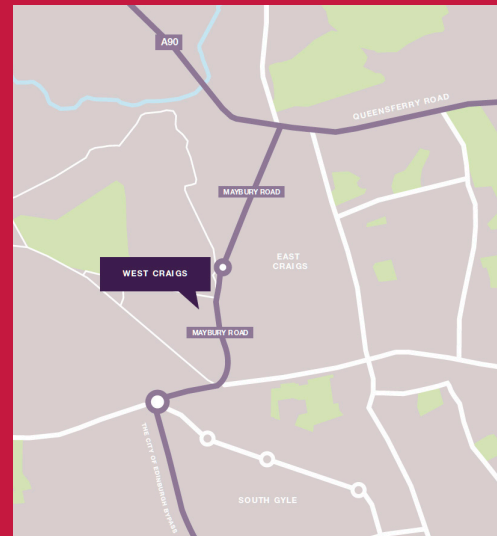 A90
QUEENSFERRY ROAD
MAYBURY ROAD
EAST
CRAIGS
WEST CRAIGS
MAYBURY ROAD
THE CITY OF EDINBURGH BYPASS
SOUTH GYLE